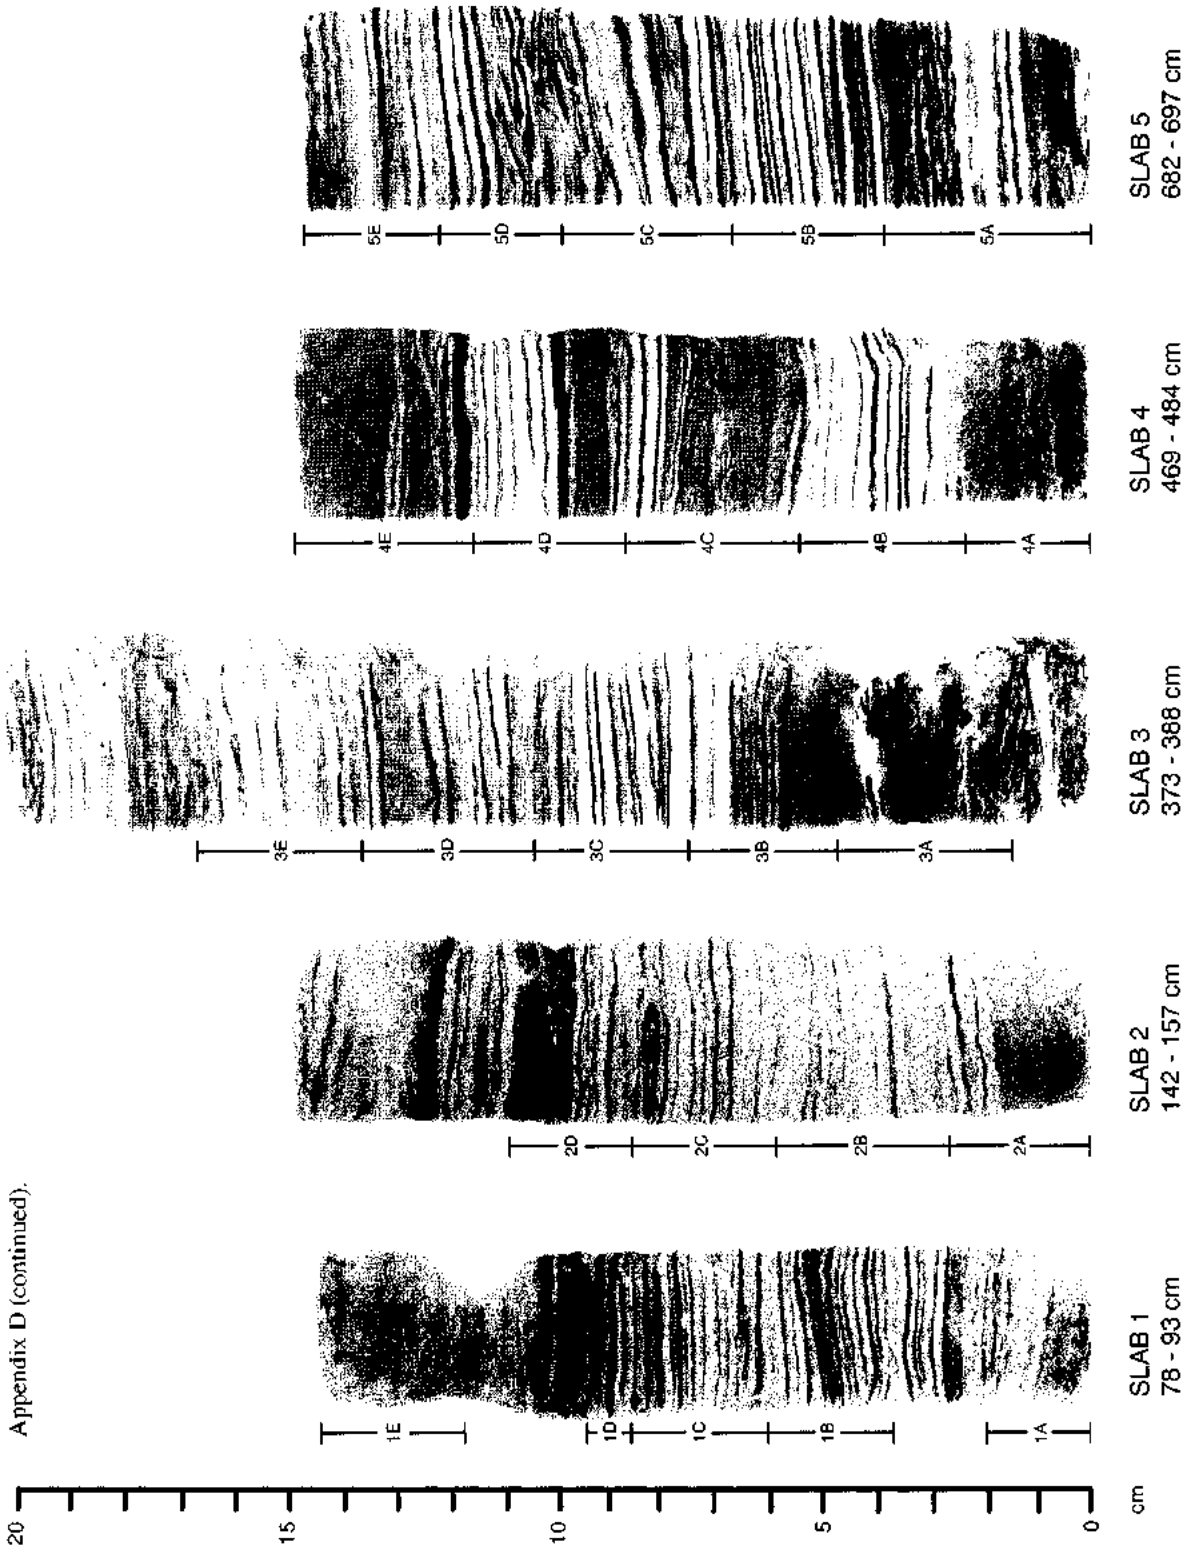 Appendix D (continued).
20
15
10
5
0
cm
1E
1D
1C
1B
1A
SLAB 1
78 - 93 cm
2D
2C
2B
2A
SLAB 2
142 - 157 cm
3E
3D
3C
3B
3A
SLAB 3
373 - 388 cm
4E
4D
4C
4B
4A
SLAB 4
469 - 484 cm
5E
5D
5C
5B
5A
SLAB 5
682 - 697 cm